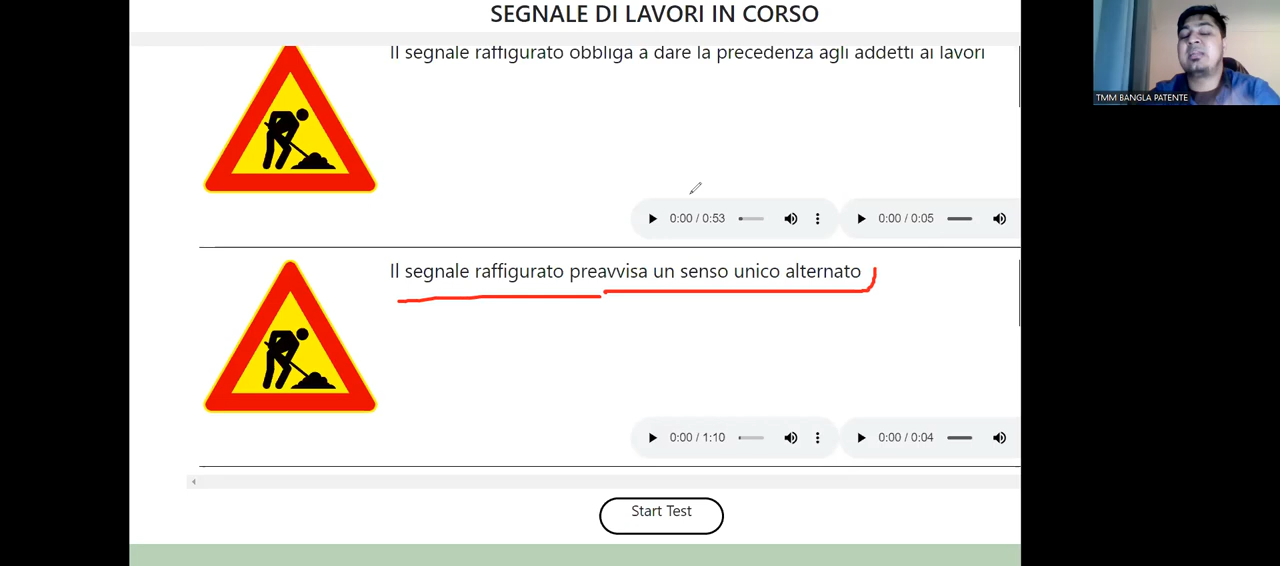 SEGNALE DI LAVORI IN CORSO
Il segnale raffigurato obbliga a dare la precedenza agli addetti ai lavori
TMM BANGLA PATENTE
0:00 / 0:53
0:00 / 0:05
Il segnale raffigurato preavvisa un senso unico alternato
0:00 / 1:10
0:00 / 0:04
Start Test